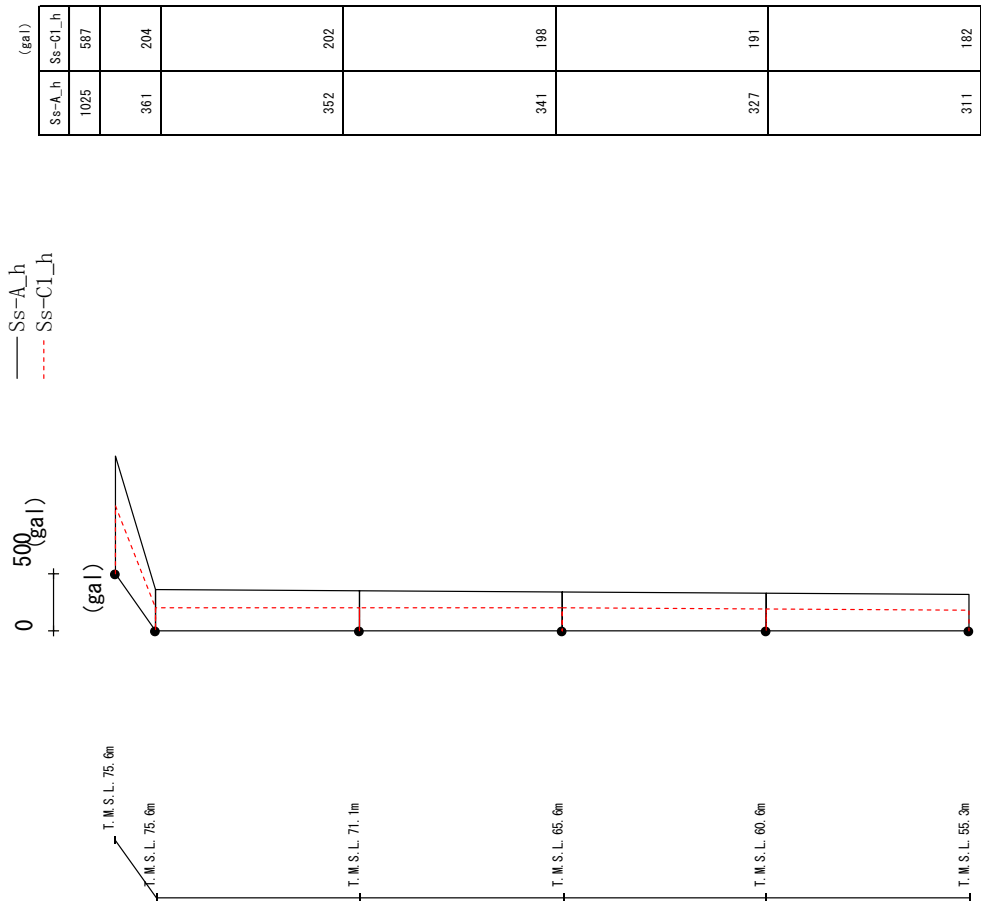 (gal)
Ss-A_h Ss-C1_h
1025 587
361 204
352 202
341 198
327 191
311 182
Ss-A_h
Ss-C1_h
0 500
(gal)
(gal)
T.M.S.L.75.6m
T.M.S.L.75.6m
T.M.S.L.71.1m
T.M.S.L.65.6m
T.M.S.L.60.6m
T.M.S.L.55.3m